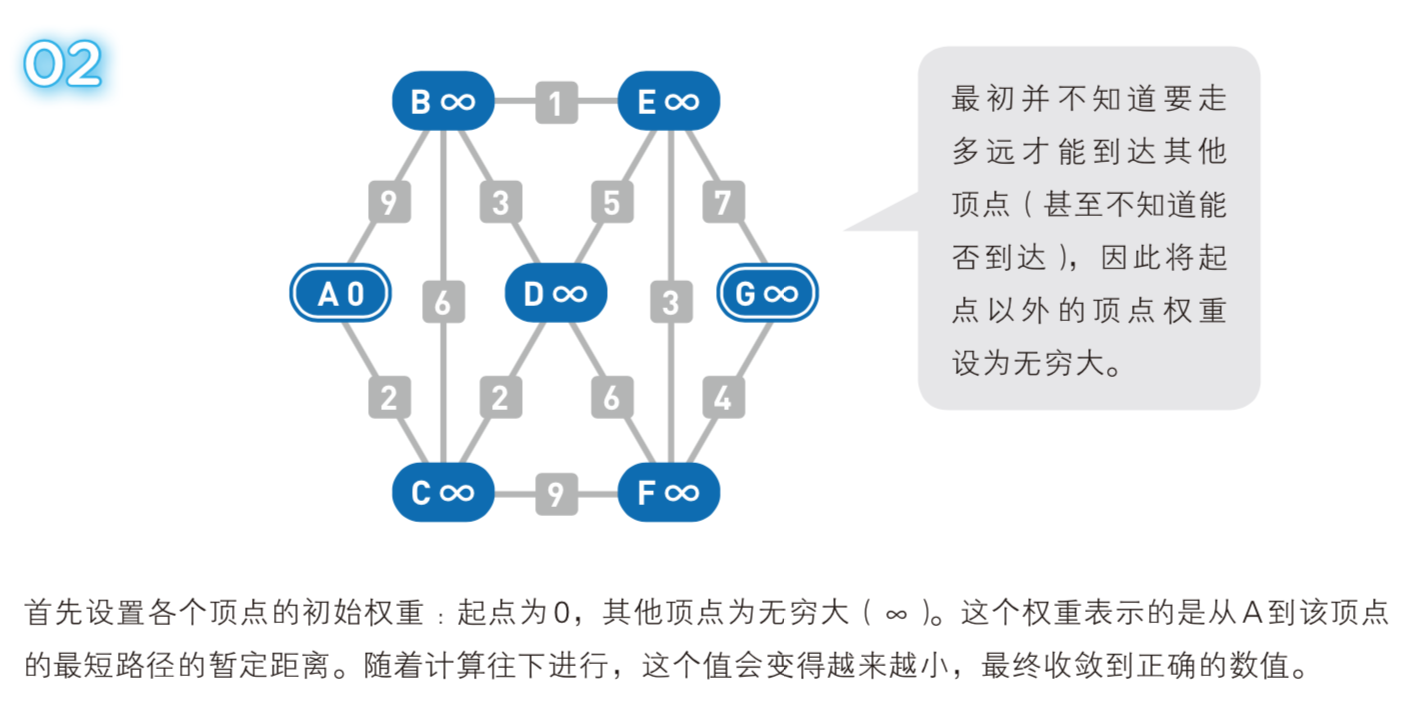 02
B ∞
1
E ∞
9
3
5
7
A 0
6
D ∞
3
G ∞
2
2
6
4
C ∞
9
F ∞
最初并不知道要走
多远才能到达其他
顶点（甚至不知道能
否到达），因此将起
点以外的顶点权重
设为无穷大。
首先设置各个顶点的初始权重：起点为0，其他顶点为无穷大（∞）。这个权重表示的是从A到该顶点
的最短路径的暂定距离。随着计算往下进行，这个值会变得越来越小，最终收敛到正确的数值。